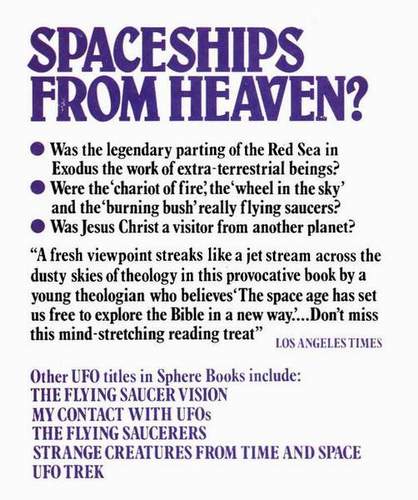 SPACESHIPS
FROM HEAVEN?
● Was the legendary parting of the Red Sea in
Exodus the work of extra-terrestrial beings?
● Were the ‘chariot of fire’, the ‘wheel in the sky’
and the ‘burning bush’ really flying saucers?
● Was Jesus Christ a visitor from another planet?
“A fresh viewpoint streaks like a jet stream across the
dusty skies of theology in this provocative book by a
young theologian who believes ‘The space age has set
us free to explore the Bible in a new way.’...Don’t miss
this mind-stretching reading treat”
LOS ANGELES TIMES
Other UFO titles in Sphere Books include:
THE FLYING SAUCER VISION
MY CONTACT WITH UFOs
THE FLYING SAUCERERS
STRANGE CREATURES FROM TIME AND SPACE
UFO TREK